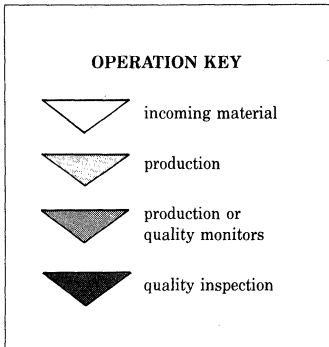 OPERATION KEY
incoming material
production
production or
quality monitors
quality inspection